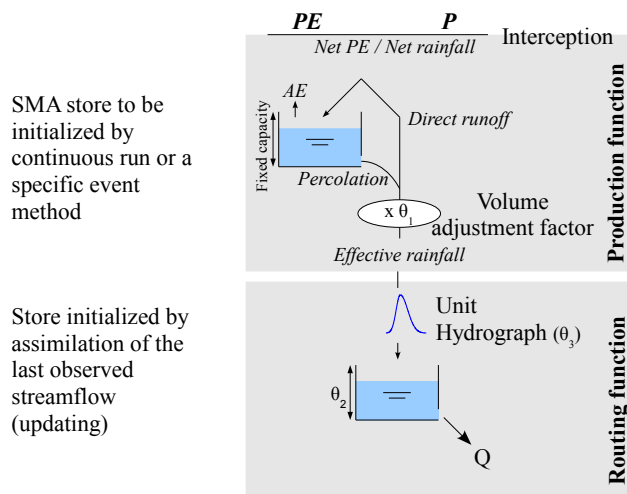 PE P
Net PE / Net rainfall
Interception
SMA store to be
initialized by
continuous run or a
specific event
method
AE
Fixed capacity
Direct runoff
Percolation
x θ1
Volume
adjustment factor
Effective rainfall
Production function
Store initialized by
assimilation of the
last observed
streamflow
(updating)
Unit
Hydrograph (θ3)
θ2
Q
Routing function